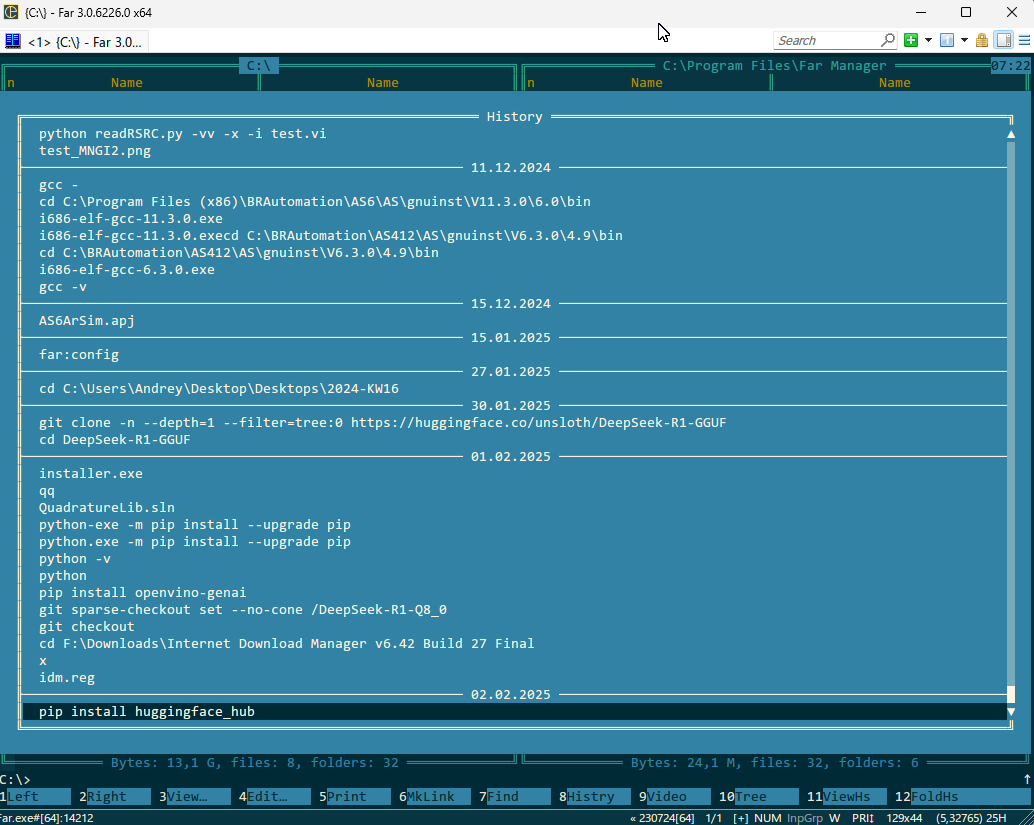 {C:\} - Far 3.0.6226.0 x64
<1> {C:\} - Far 3.0...
Search
C:\
C:\Program Files\Far Manager
07:22
n Name Name n Name Name
History
python readRSRC.py -vv -x -i test.vi
test_MNGI2.png
11.12.2024
gcc -
cd C:\Program Files (x86)\BRAutomation\AS6\AS\gnuinst\V11.3.0\6.0\bin
i686-elf-gcc-11.3.0.exe
i686-elf-gcc-11.3.0.execd C:\BRAutomation\AS412\AS\gnuinst\V6.3.0\4.9\bin
cd C:\BRAutomation\AS412\AS\gnuinst\V6.3.0\4.9\bin
i686-elf-gcc-6.3.0.exe
gcc -v
15.12.2024
AS6ArSim.apj
15.01.2025
far:config
27.01.2025
cd C:\Users\Andrey\Desktop\Desktops\2024-KW16
30.01.2025
git clone -n --depth=1 --filter=tree:0 https://huggingface.co/unsloth/DeepSeek-R1-GGUF
cd DeepSeek-R1-GGUF
01.02.2025
installer.exe
qq
QuadratureLib.sln
python-exe -m pip install --upgrade pip
python.exe -m pip install --upgrade pip
python -v
python
pip install openvino-genai
git sparse-checkout set --no-cone /DeepSeek-R1-Q8_0
git checkout
cd F:\Downloads\Internet Download Manager v6.42 Build 27 Final
x
idm.reg
02.02.2025
pip install huggingface_hub
Bytes: 13,1 G, files: 8, folders: 32
Bytes: 24,1 M, files: 32, folders: 6
C:\>
1Left 2Right 3View… 4Edit… 5Print 6MkLink 7Find 8Histry 9Video 10Tree 11ViewHs 12FoldHs
Far.exe#[64]:14212 « 230724[64] 1/1 [+] NUM InpGrp W PRI↕ 129x44 (5,32765) 25H